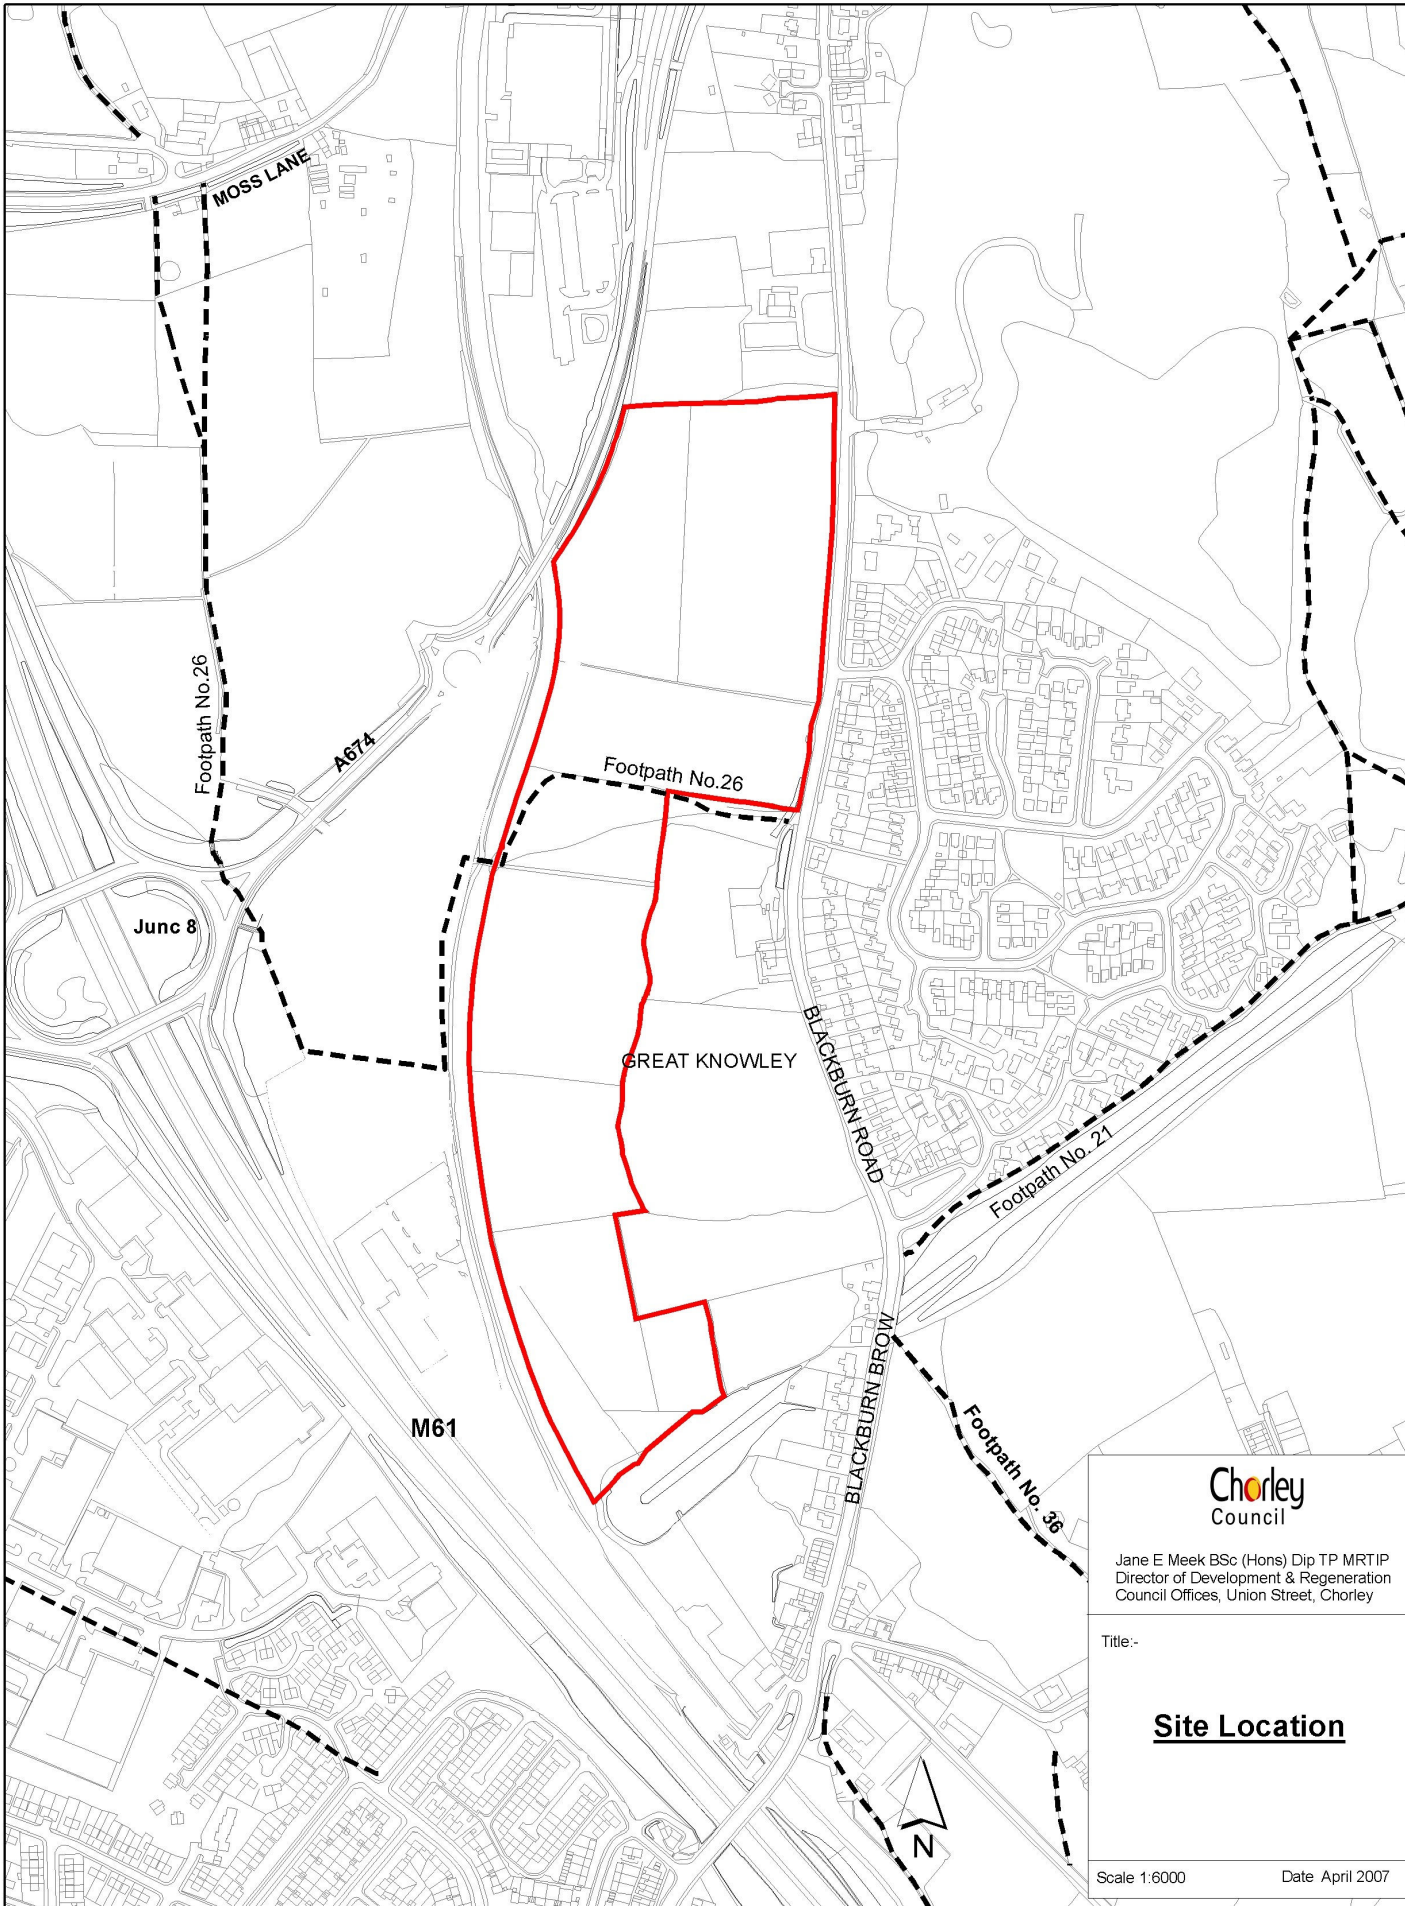 MOSS LANE
Footpath No.26
A674
Footpath No.26
Junc 8
GREAT KNOWLEY
BLACKBURN ROAD
Footpath No. 21
M61
BLACKBURN BROW
Footpath No. 36
N
Chorley
Council
Jane E Meek BSc (Hons) Dip TP MRTIP
Director of Development & Regeneration
Council Offices, Union Street, Chorley
Title:-
Site Location
Scale 1:6000
Date April 2007